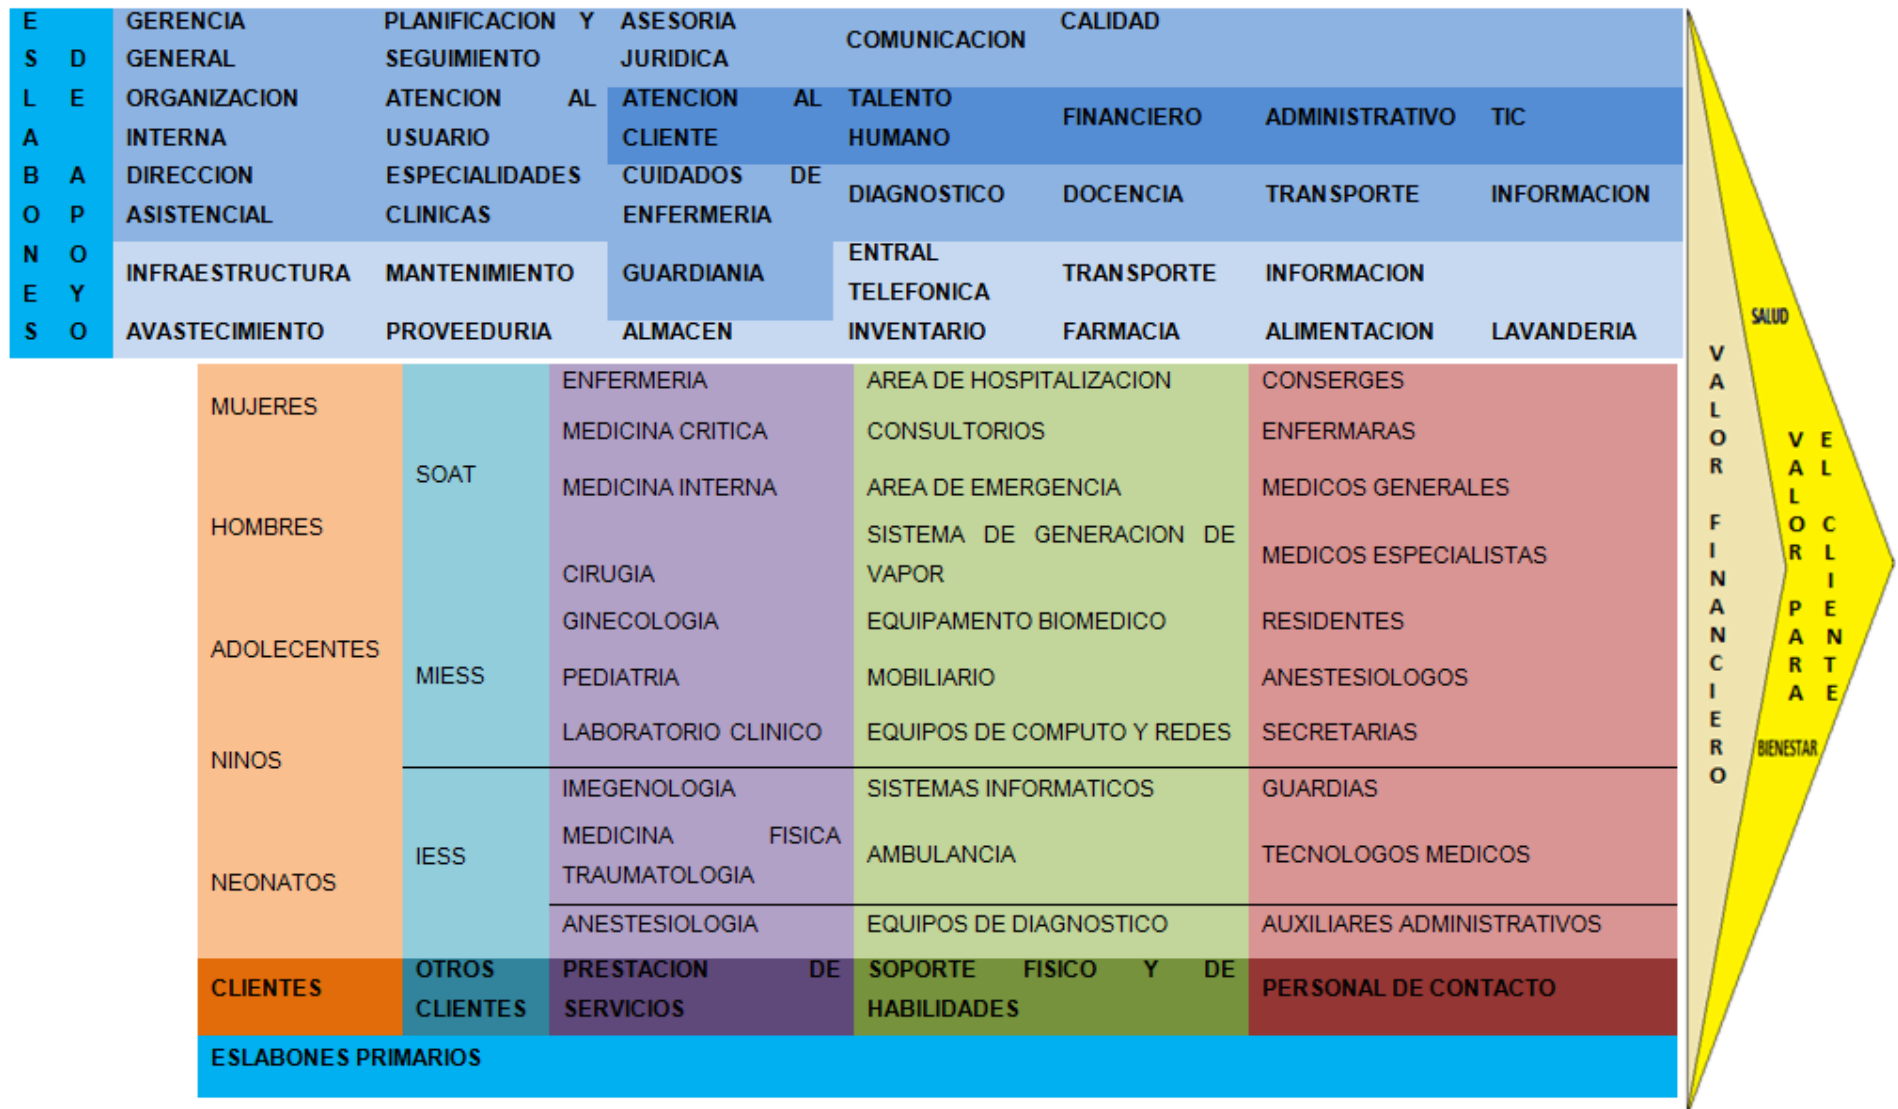 ESLABONES DE APOYO
GERENCIA GENERAL
PLANIFICACION Y SEGUIMIENTO
ASESORIA JURIDICA
COMUNICACION
CALIDAD
ORGANIZACION INTERNA
ATENCION AL USUARIO
ATENCION AL CLIENTE
TALENTO HUMANO
FINANCIERO
ADMINISTRATIVO
TIC
DIRECCION ASISTENCIAL
ESPECIALIDADES CLINICAS
CUIDADOS DE ENFERMERIA
DIAGNOSTICO
DOCENCIA
TRANSPORTE
INFORMACION
INFRAESTRUCTURA
MANTENIMIENTO
GUARDIANIA
ENTRAL TELEFONICA
TRANSPORTE
INFORMACION
AVASTECIMIENTO
PROVEEDURIA
ALMACEN
INVENTARIO
FARMACIA
ALIMENTACION
LAVANDERIA
MUJERES
HOMBRES
ADOLECENTES
NINOS
NEONATOS
CLIENTES
SOAT
MIESS
IESS
OTROS CLIENTES
ENFERMERIA
MEDICINA CRITICA
MEDICINA INTERNA
CIRUGIA
GINECOLOGIA
PEDIATRIA
LABORATORIO CLINICO
IMEGENOLOGIA
MEDICINA FISICA
TRAUMATOLOGIA
ANESTESIOLOGIA
PRESTACION DE SERVICIOS
AREA DE HOSPITALIZACION
CONSULTORIOS
AREA DE EMERGENCIA
SISTEMA DE GENERACION DE VAPOR
EQUIPAMENTO BIOMEDICO
MOBILIARIO
EQUIPOS DE COMPUTO Y REDES
SISTEMAS INFORMATICOS
AMBULANCIA
EQUIPOS DE DIAGNOSTICO
SOPORTE FISICO Y DE HABILIDADES
CONSERGES
ENFERMARAS
MEDICOS GENERALES
MEDICOS ESPECIALISTAS
RESIDENTES
ANESTESIOLOGOS
SECRETARIAS
GUARDIAS
TECNOLOGOS MEDICOS
AUXILIARES ADMINISTRATIVOS
PERSONAL DE CONTACTO
ESLABONES PRIMARIOS
VALOR FINANCIERO
SALUD
VALOR PARA
EL CLIENTE
BIENESTAR